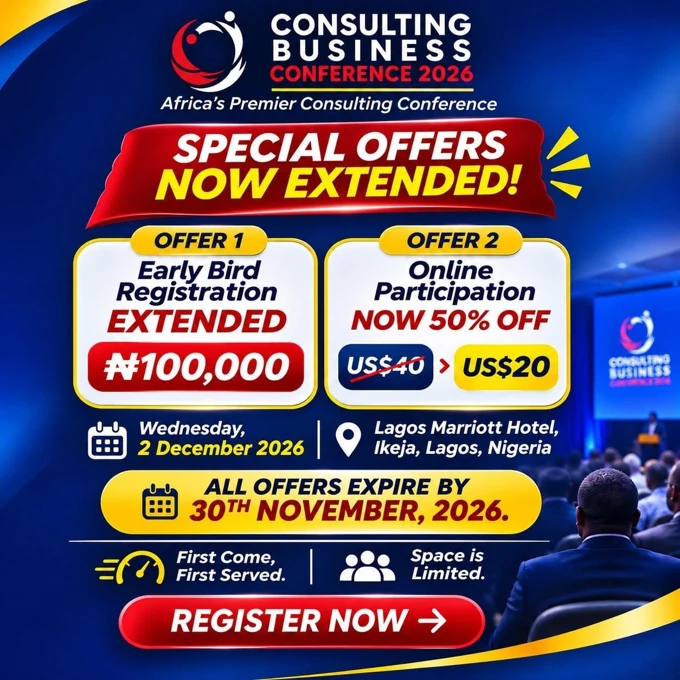 CONSULTING
BUSINESS
CONFERENCE 2026
Africa's Premier Consulting Conference
SPECIAL OFFERS
NOW EXTENDED!
OFFER 1
Early Bird
Registration
EXTENDED
₦100,000
OFFER 2
Online
Participation
NOW 50% OFF
US$40 > US$20
Wednesday,
2 December 2026
Lagos Marriott Hotel,
Ikeja, Lagos, Nigeria
CONSULTING
BUSINESS
CONFERENCE 2026
ALL OFFERS EXPIRE BY
30TH NOVEMBER, 2026.
First Come,
First Served.
Space is
Limited.
REGISTER NOW →